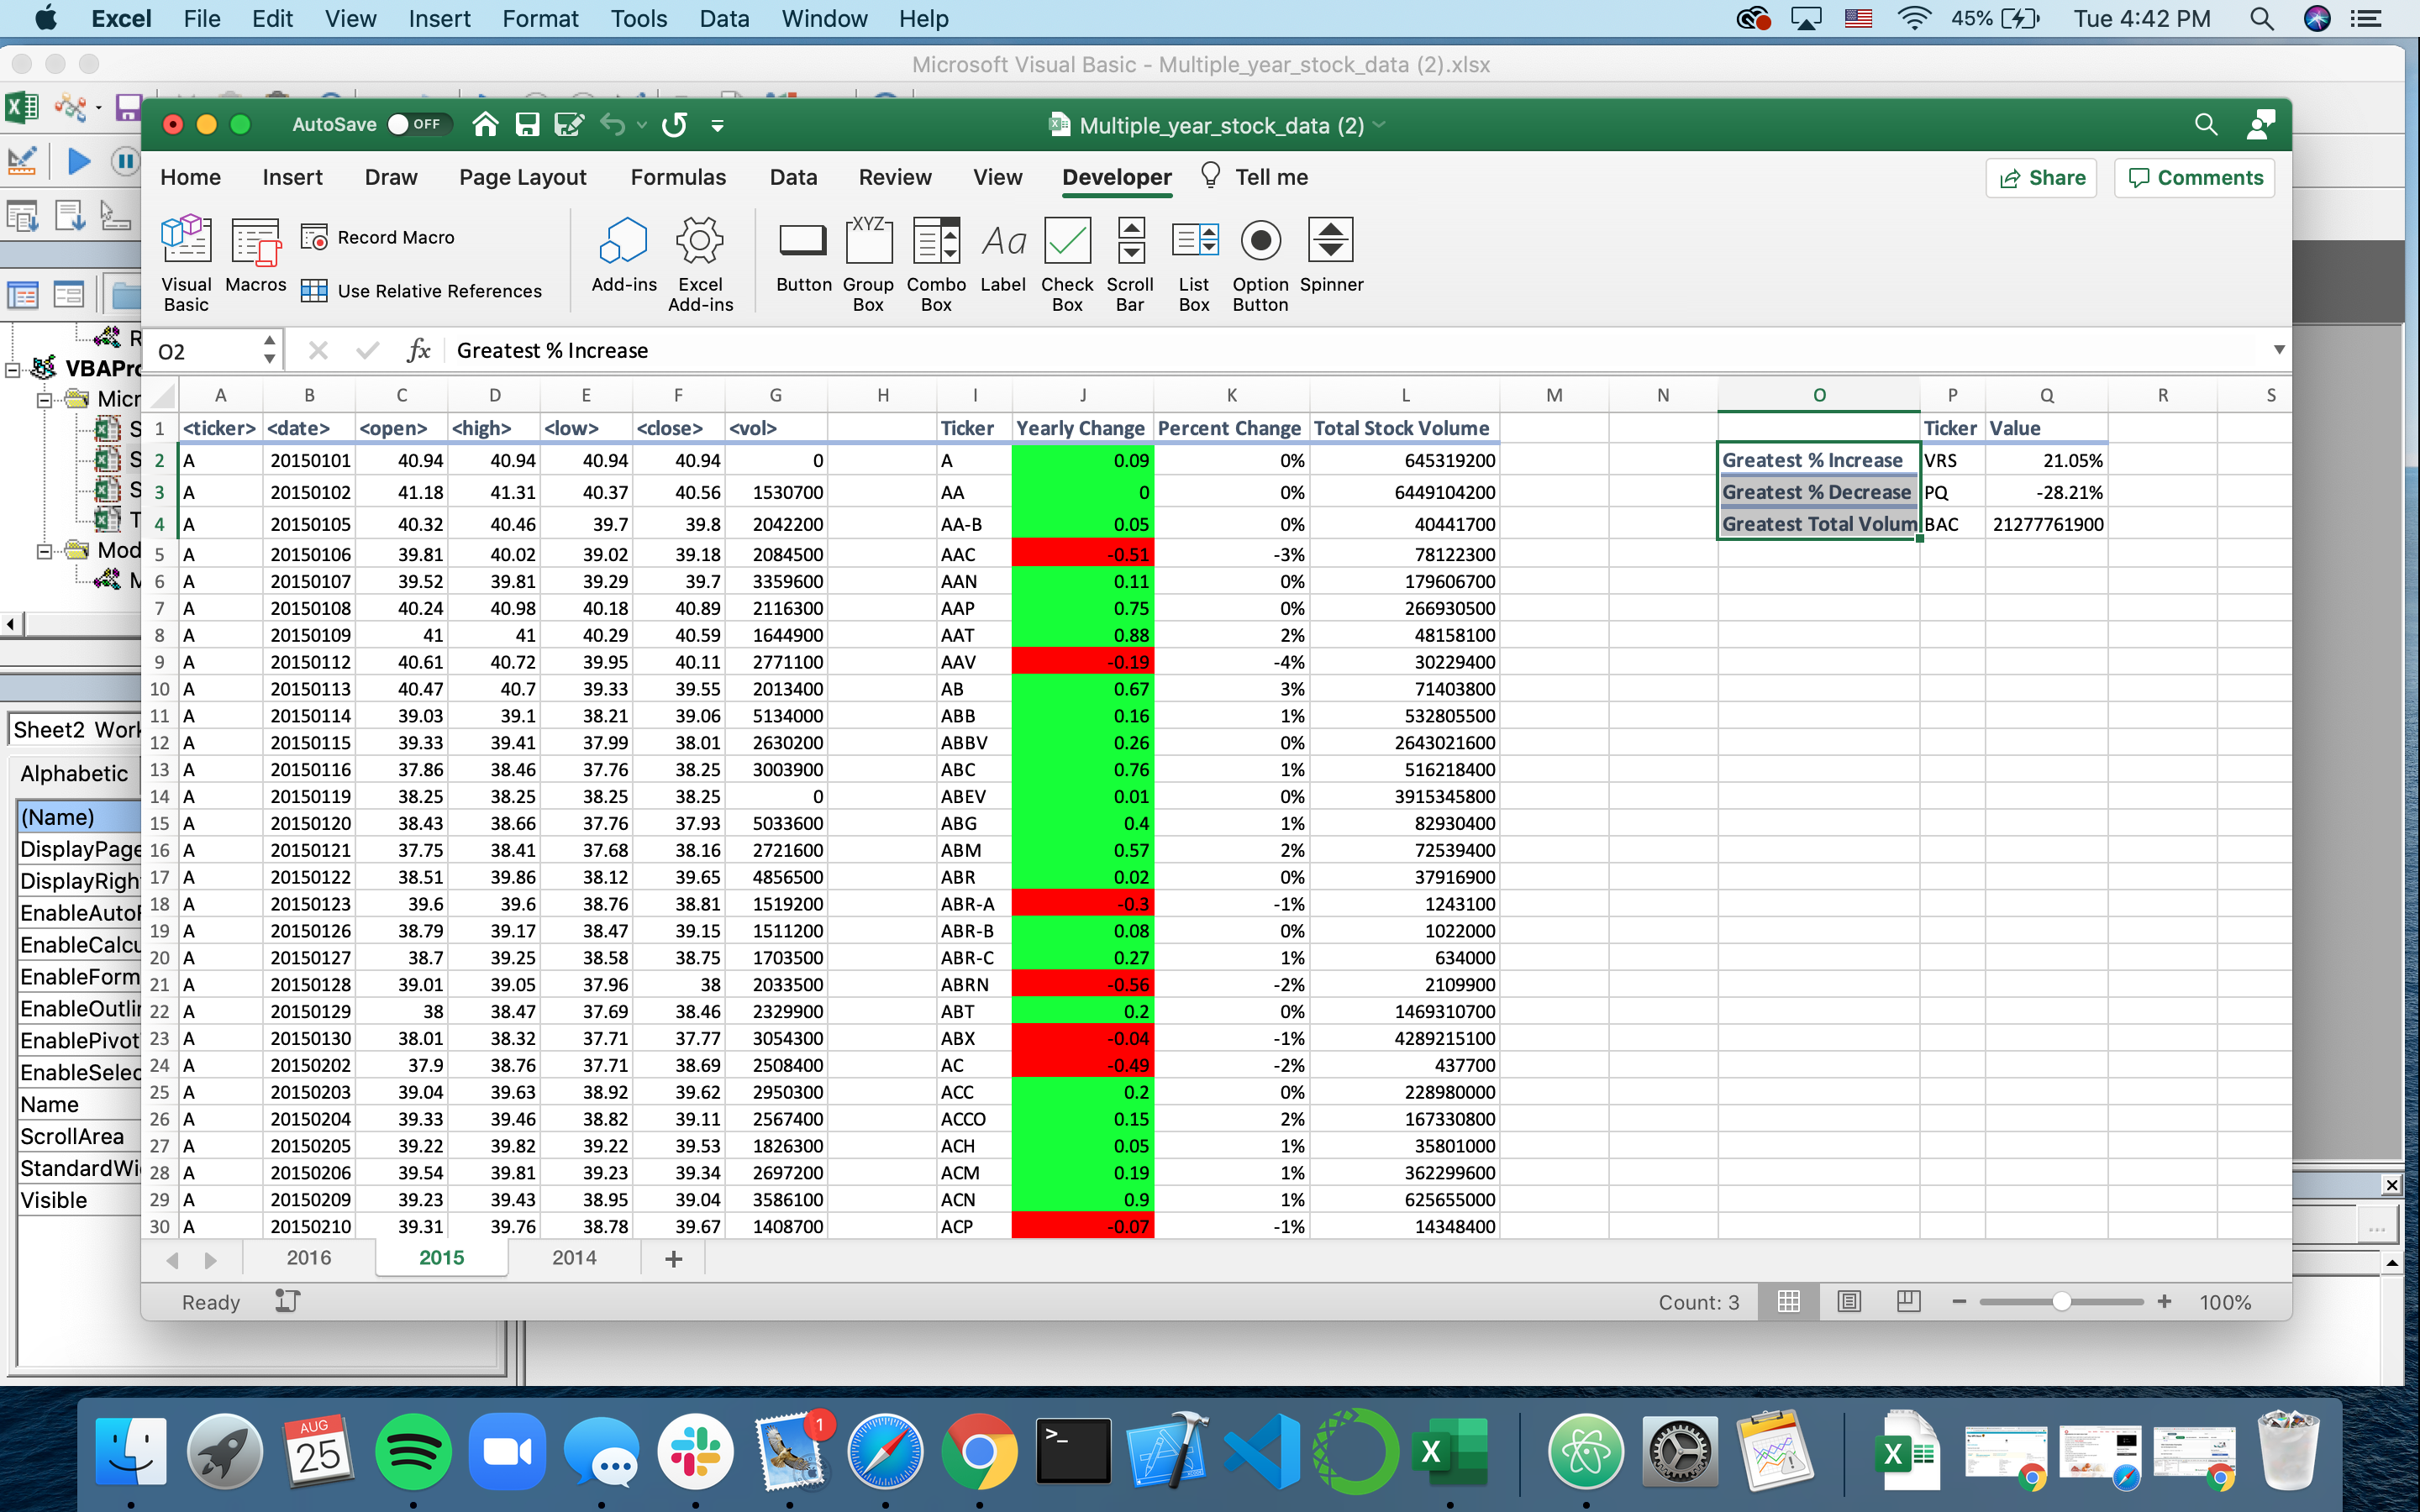 Excel File Edit View Insert Format Tools Data Window Help 45% Tue 4:42 PM
Microsoft Visual Basic - Multiple_year_stock_data (2).xlsx
AutoSave OFF Multiple_year_stock_data (2)
Home Insert Draw Page Layout Formulas Data Review View Developer Tell me Share Comments
Visual Basic Macros Record Macro Use Relative References Add-ins Excel Add-ins Button Group Box Combo Box Label Check Box Scroll Bar List Box Option Button Spinner
XYZ Aa
O2 fx Greatest % Increase
A B C D E F G H I J K L M N O P Q R S
1 <ticker> <date> <open> <high> <low> <close> <vol> Ticker Yearly Change Percent Change Total Stock Volume Ticker Value
2 A 20150101 40.94 40.94 40.94 40.94 0 A 0.09 0% 645319200 Greatest % Increase VRS 21.05%
3 A 20150102 41.18 41.31 40.37 40.56 1530700 AA 0 0% 6449104200 Greatest % Decrease PQ -28.21%
4 A 20150105 40.32 40.46 39.7 39.8 2042200 AA-B 0.05 0% 40441700 Greatest Total Volum BAC 21277761900
5 A 20150106 39.81 40.02 39.02 39.18 2084500 AAC -0.51 -3% 78122300
6 A 20150107 39.52 39.81 39.29 39.7 3359600 AAN 0.11 0% 179606700
7 A 20150108 40.24 40.98 40.18 40.89 2116300 AAP 0.75 0% 266930500
8 A 20150109 41 41 40.29 40.59 1644900 AAT 0.88 2% 48158100
9 A 20150112 40.61 40.72 39.95 40.11 2771100 AAV -0.19 -4% 30229400
10 A 20150113 40.47 40.7 39.33 39.55 2013400 AB 0.67 3% 71403800
11 A 20150114 39.03 39.1 38.21 39.06 5134000 ABB 0.16 1% 532805500
12 A 20150115 39.33 39.41 37.99 38.01 2630200 ABBV 0.26 0% 2643021600
13 A 20150116 37.86 38.46 37.76 38.25 3003900 ABC 0.76 1% 516218400
14 A 20150119 38.25 38.25 38.25 38.25 0 ABEV 0.01 0% 3915345800
15 A 20150120 38.43 38.66 37.76 37.93 5033600 ABG 0.4 1% 82930400
16 A 20150121 37.75 38.41 37.68 38.16 2721600 ABM 0.57 2% 72539400
17 A 20150122 38.51 39.86 38.12 39.65 4856500 ABR 0.02 0% 37916900
18 A 20150123 39.6 39.6 38.76 38.81 1519200 ABR-A -0.3 -1% 1243100
19 A 20150126 38.79 39.17 38.47 39.15 1511200 ABR-B 0.08 0% 1022000
20 A 20150127 38.7 39.25 38.58 38.75 1703500 ABR-C 0.27 1% 634000
21 A 20150128 39.01 39.05 37.96 38 2033500 ABRN -0.56 -2% 2109900
22 A 20150129 38 38.47 37.69 38.46 2329900 ABT 0.2 0% 1469310700
23 A 20150130 38.01 38.32 37.71 37.77 3054300 ABX -0.04 -1% 4289215100
24 A 20150202 37.9 38.76 37.71 38.69 2508400 AC -0.49 -2% 437700
25 A 20150203 39.04 39.63 38.92 39.62 2950300 ACC 0.2 0% 228980000
26 A 20150204 39.33 39.46 38.82 39.11 2567400 ACCO 0.15 2% 167330800
27 A 20150205 39.22 39.82 39.22 39.53 1826300 ACH 0.05 1% 35801000
28 A 20150206 39.54 39.81 39.23 39.34 2697200 ACM 0.19 1% 362299600
29 A 20150209 39.23 39.43 38.95 39.04 3586100 ACN 0.9 1% 625655000
30 A 20150210 39.31 39.76 38.78 39.67 1408700 ACP -0.07 -1% 14348400
2016 2015 2014 +
Ready Count: 3 100%
R
VBAPro
Micr
S
S
S
T
Mod
M
Sheet2 Work
Alphabetic
(Name)
DisplayPage
DisplayRigh
EnableAuto
EnableCalcu
EnableForm
EnableOutli
EnablePivot
EnableSelec
Name
ScrollArea
StandardWi
Visible
AUG
25
1